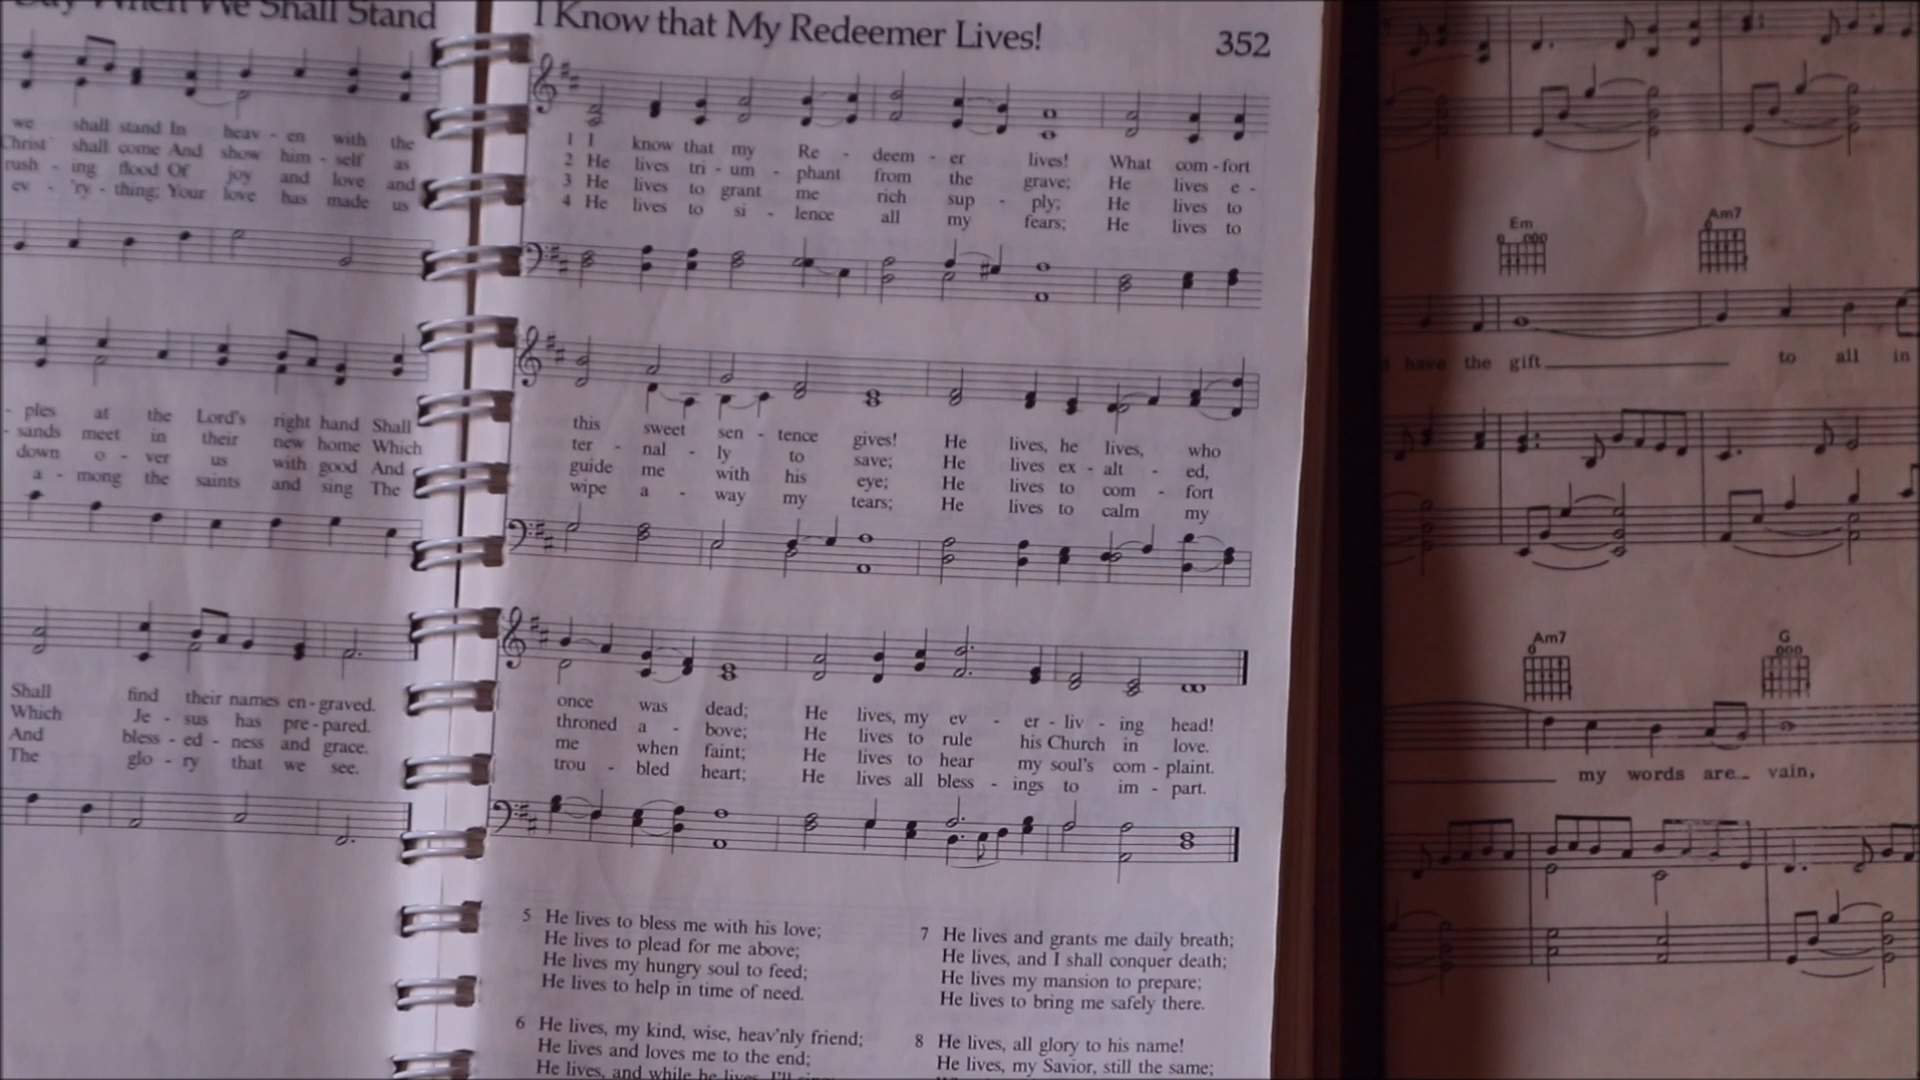 Day When We Shall Stand
we shall stand In heav - en with the
Christ shall come And show him - self as
rush - ing flood Of joy and love and
ev - 'ry - thing; Your love has made us
- ples at the Lord's right hand Shall
- sands meet in their new home Which
down o - ver us with good And
a - mong the saints and sing The
Shall find their names en - graved.
Which Je - sus has pre - pared.
And bless - ed - ness and grace.
The glo - ry that we see.
I Know that My Redeemer Lives!
352
1 I know that my Re - deem - er lives! What com - fort
2 He lives tri - um - phant from the grave; He lives e -
3 He lives to grant me rich sup - ply; He lives to
4 He lives to si - lence all my fears; He lives to
this sweet sen - tence gives! He lives, he lives, who
ter - nal - ly to save; He lives ex - alt - ed,
guide me with his eye; He lives to com - fort
wipe a - way my tears; He lives to calm my
once was dead; He lives, my ev - er - liv - ing head!
throned a - bove; He lives to rule his Church in love.
me when faint; He lives to hear my soul's com - plaint.
trou - bled heart; He lives all bless - ings to im - part.
5 He lives to bless me with his love;
He lives to plead for me above;
He lives my hungry soul to feed;
He lives to help in time of need.
6 He lives, my kind, wise, heav'nly friend;
He lives and loves me to the end;
He lives, and while he lives, I'll
7 He lives and grants me daily breath;
He lives, and I shall conquer death;
He lives my mansion to prepare;
He lives to bring me safely there.
8 He lives, all glory to his name!
He lives, my Savior, still the same;
Em Am7
have the gift to all in
Am7 G
my words are vain,